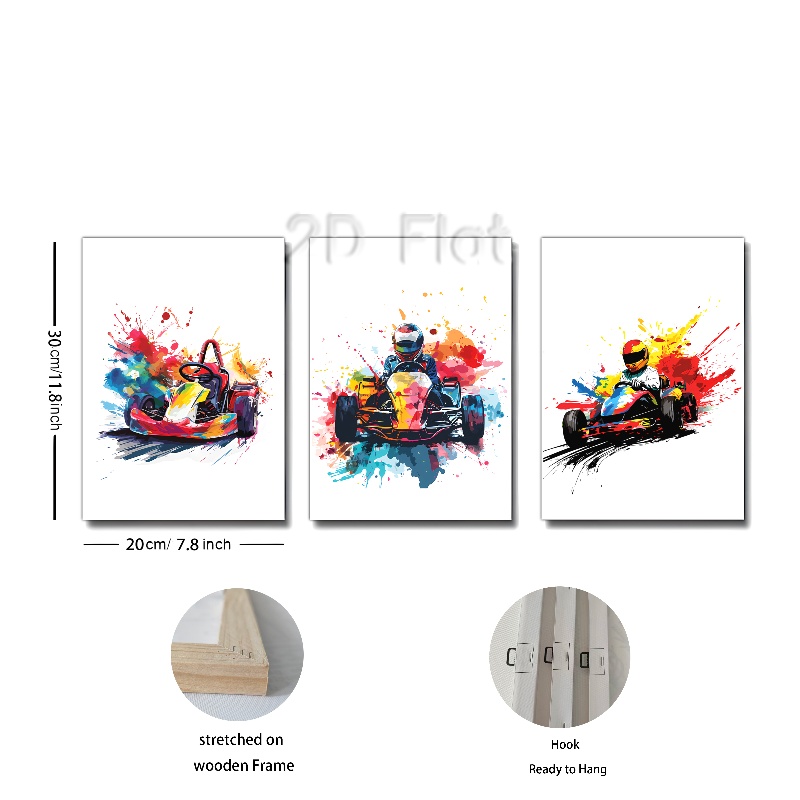 2D Flat
30cm/11.8inch
20cm/ 7.8 inch
stretched on
wooden Frame
Hook
Ready to Hang